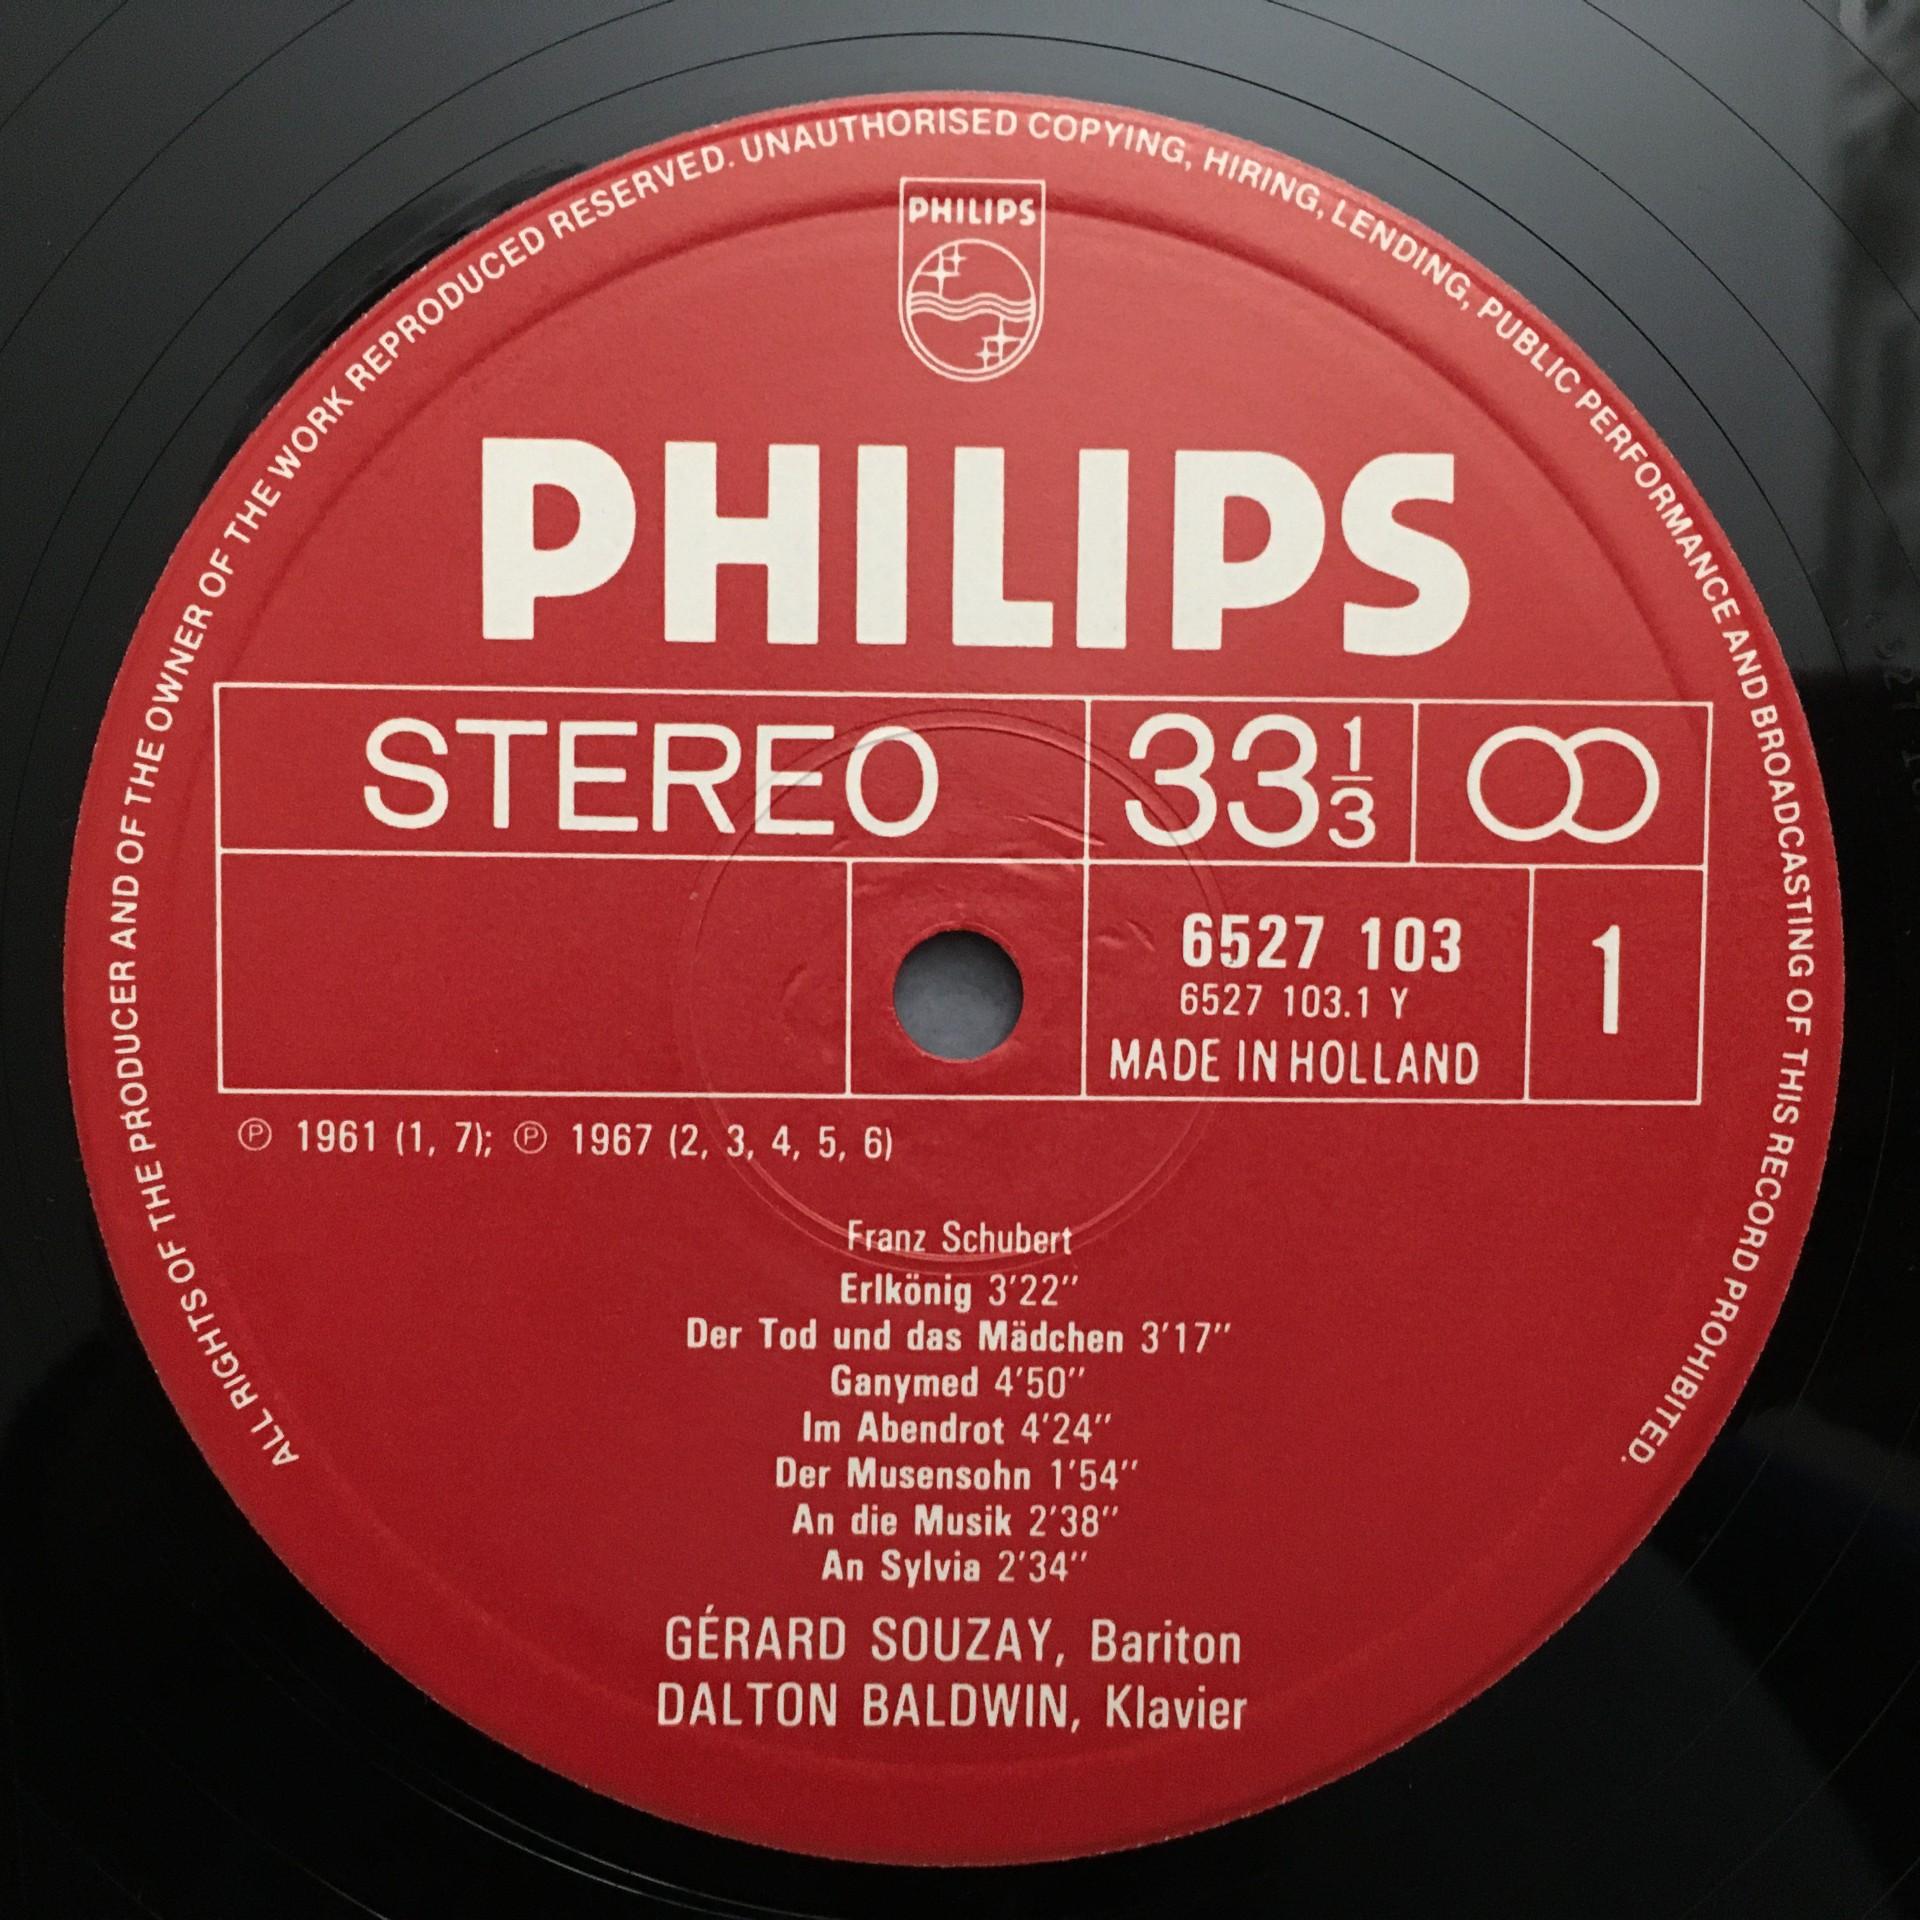 ALL RIGHTS OF THE PRODUCER AND OF THE OWNER OF THE WORK REPRODUCED RESERVED. UNAUTHORISED COPYING, HIRING, LENDING, PUBLIC PERFORMANCE AND BROADCASTING OF THIS RECORD PROHIBITED.
PHILIPS
PHILIPS
STEREO 33 1/3
6527 103 1
6527 103.1 Y
MADE IN HOLLAND
℗ 1961 (1, 7); ℗ 1967 (2, 3, 4, 5, 6)
Franz Schubert
Erlkönig 3'22''
Der Tod und das Mädchen 3'17''
Ganymed 4'50''
Im Abendrot 4'24''
Der Musensohn 1'54''
An die Musik 2'38''
An Sylvia 2'34''
GÉRARD SOUZAY, Bariton
DALTON BALDWIN, Klavier